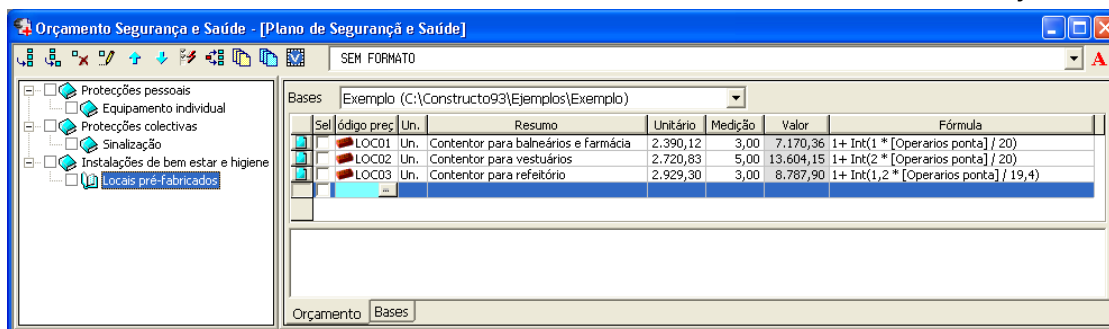 Orçamento Segurança e Saúde - [Plano de Segurançã e Saúde]
SEM FORMATO
A
Protecções pessoais
Equipamento individual
Protecções colectivas
Sinalização
Instalações de bem estar e higiene
Locais pré-fabricados
Bases Exemplo (C:\Constructo93\Ejemplos\Exemplo)
Sel ódigo preç Un. Resumo Unitário Medição Valor Fórmula
LOC01 Un. Contentor para balneários e farmácia 2.390,12 3,00 7.170,36 1+ Int(1 * [Operarios ponta] / 20)
LOC02 Un. Contentor para vestuários 2.720,83 5,00 13.604,15 1+ Int(2 * [Operarios ponta] / 20)
LOC03 Un. Contentor para refeitório 2.929,30 3,00 8.787,90 1+ Int(1,2 * [Operarios ponta] / 19,4)
...
Orçamento Bases